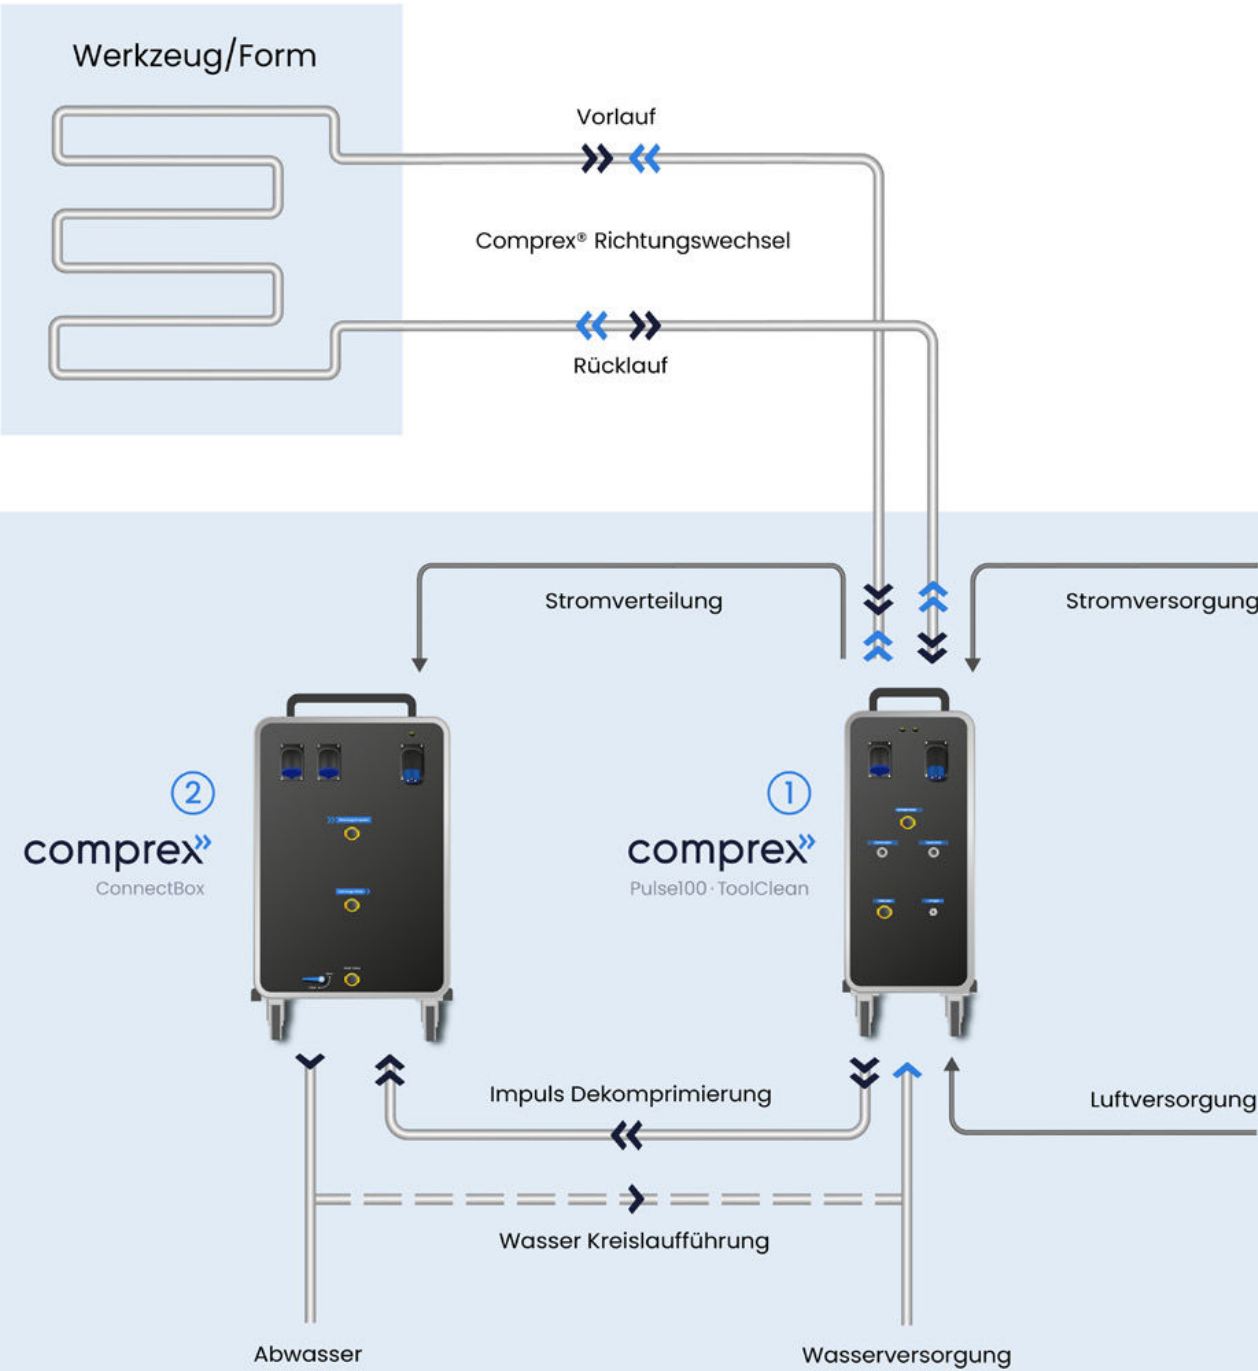 Werkzeug/Form
Vorlauf
Comprex® Richtungswechsel
Rücklauf
Stromverteilung
Stromversorgung
2
comprex
ConnectBox
1
comprex
Pulse100 · ToolClean
Impuls Dekomprimierung
Luftversorgung
Wasser Kreislaufführung
Abwasser
Wasserversorgung